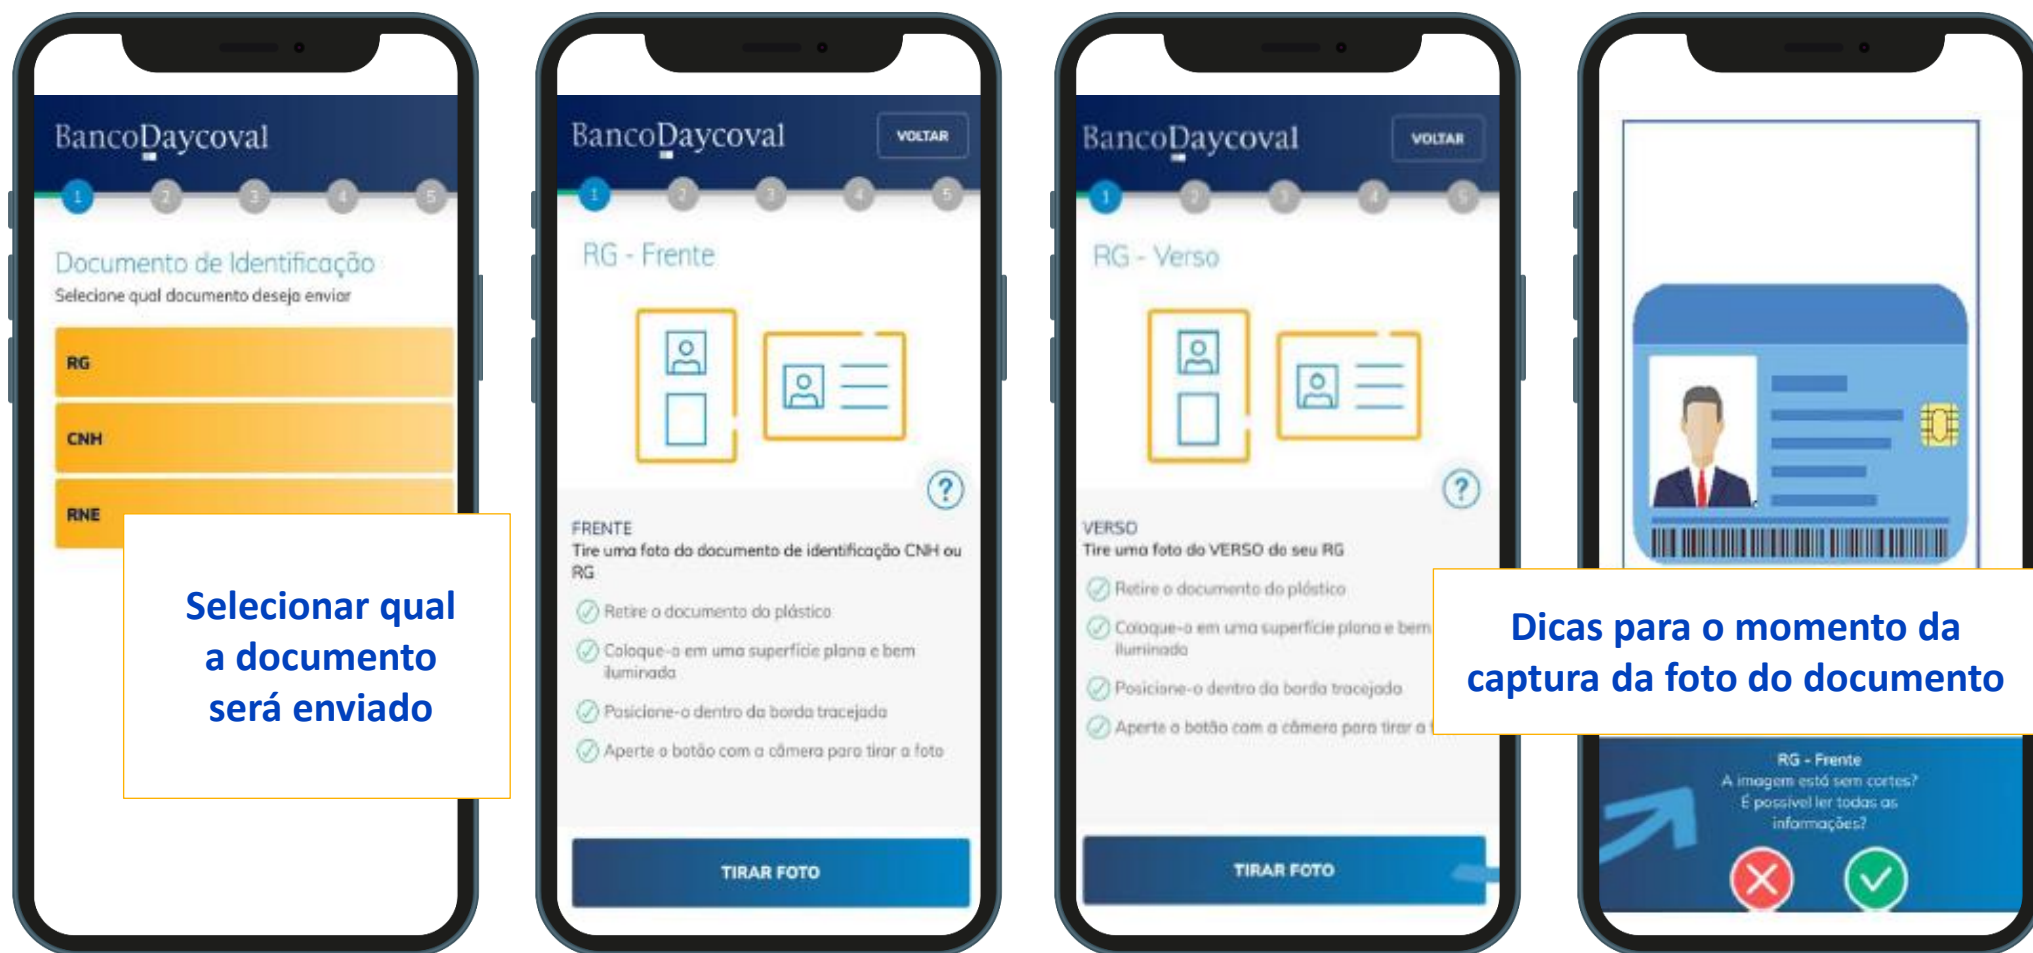 BancoDaycoval
1 2 3 4 5
Documento de Identificação
Selecione qual documento deseja enviar
RG
CNH
RNE
Selecionar qual
a documento
será enviado
BancoDaycoval
VOLTAR
1 2 3 4 5
RG - Frente
?
FRENTE
Tire uma foto do documento de identificação CNH ou
RG
Retire o documento do plástico
Coloque-o em uma superfície plana e bem
iluminada
Posicione-o dentro da borda tracejada
Aperte o botão com a câmera para tirar a foto
TIRAR FOTO
BancoDaycoval
VOLTAR
1 2 3 4 5
RG - Verso
?
VERSO
Tire uma foto do VERSO do seu RG
Retire o documento do plástico
Coloque-o em uma superfície plana e bem
iluminada
Posicione-o dentro da borda tracejada
Aperte o botão com a câmera para tirar a
TIRAR FOTO
Dicas para o momento da
captura da foto do documento
RG - Frente
A imagem está sem cortes?
É possível ler todas as
informações?